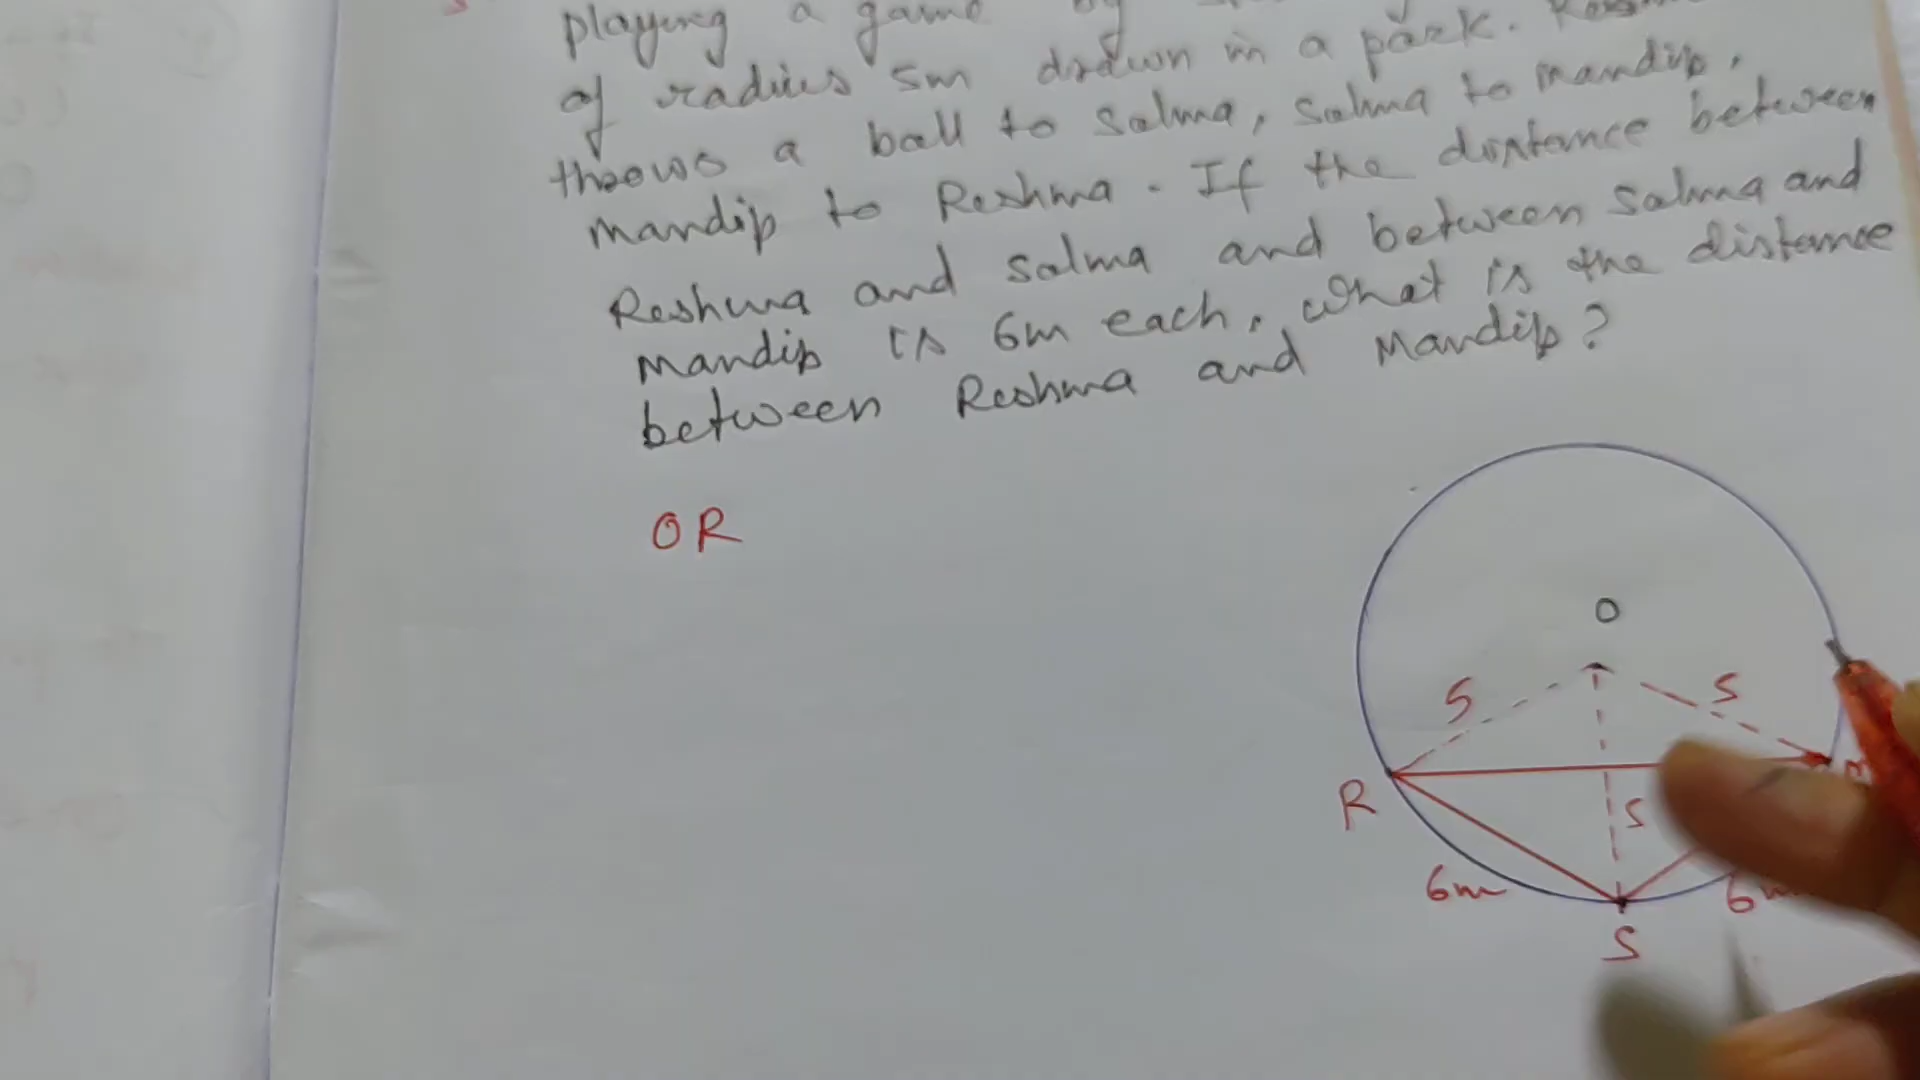 playing a game by
of radius 5m drawn in a park.
throws a ball to Salma, Salma to mandip,
mandip to Reshma. If the distance between
Reshma and salma and between salma and
mandip is 6m each, what is the distance
between Reshma and Mandip?
OR
O
5
5
R
5
6m
6m
S